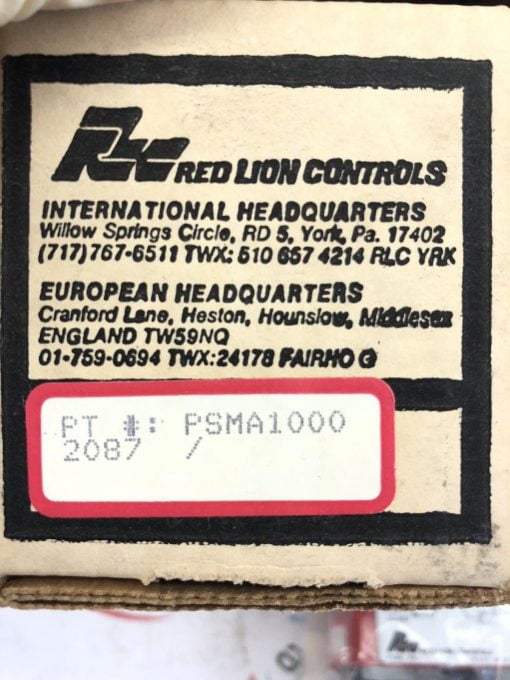 RLC RED LION CONTROLS
INTERNATIONAL HEADQUARTERS
Willow Springs Circle, RD 5, York, Pa. 17402
(717) 767-6511 TWX: 510 657 4214 RLC YRK
EUROPEAN HEADQUARTERS
Cranford Lane, Heston, Hounslow, Middlesex
ENGLAND TW59NQ
01-759-0694 TWX:24178 FAIRHO G
PT #: PSMA1000
2087 /